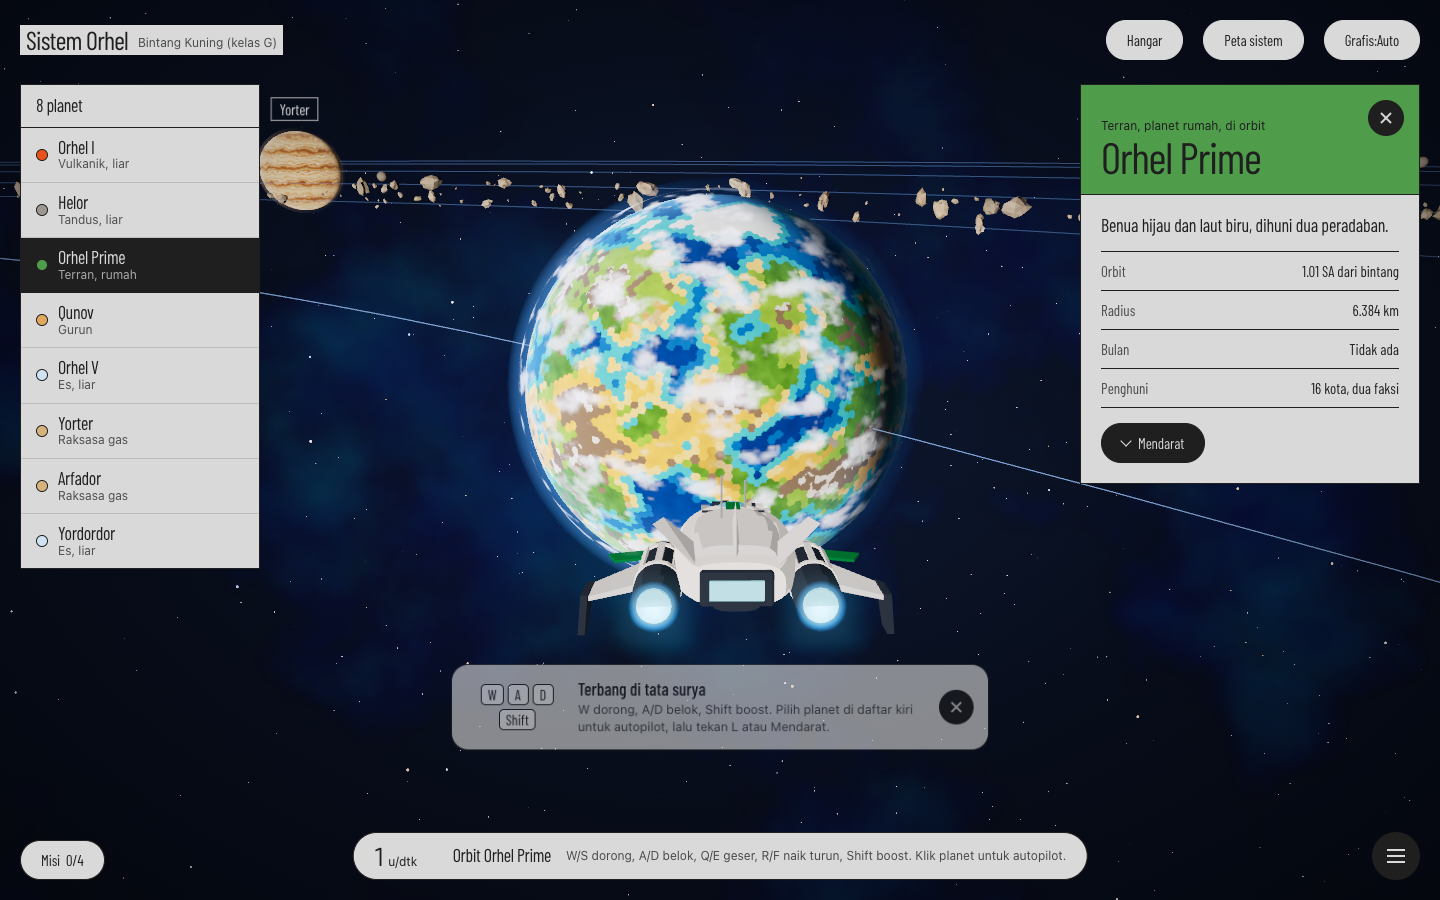 Sistem Orhel Bintang Kuning (kelas G)
Hangar
Peta sistem
Grafis:Auto
8 planet
Orhel I
Vulkanik, liar
Helor
Tandus, liar
Orhel Prime
Terran, rumah
Qunov
Gurun
Orhel V
Es, liar
Yorter
Raksasa gas
Arfador
Raksasa gas
Yordordor
Es, liar
Yorter
Terran, planet rumah, di orbit
Orhel Prime
Benua hijau dan laut biru, dihuni dua peradaban.
Orbit 1.01 SA dari bintang
Radius 6.384 km
Bulan Tidak ada
Penghuni 16 kota, dua faksi
Mendarat
W A D
Shift
Terbang di tata surya
W dorong, A/D belok, Shift boost. Pilih planet di daftar kiri
untuk autopilot, lalu tekan L atau Mendarat.
Misi 0/4
1 u/dtk Orbit Orhel Prime W/S dorong, A/D belok, Q/E geser, R/F naik turun, Shift boost. Klik planet untuk autopilot.